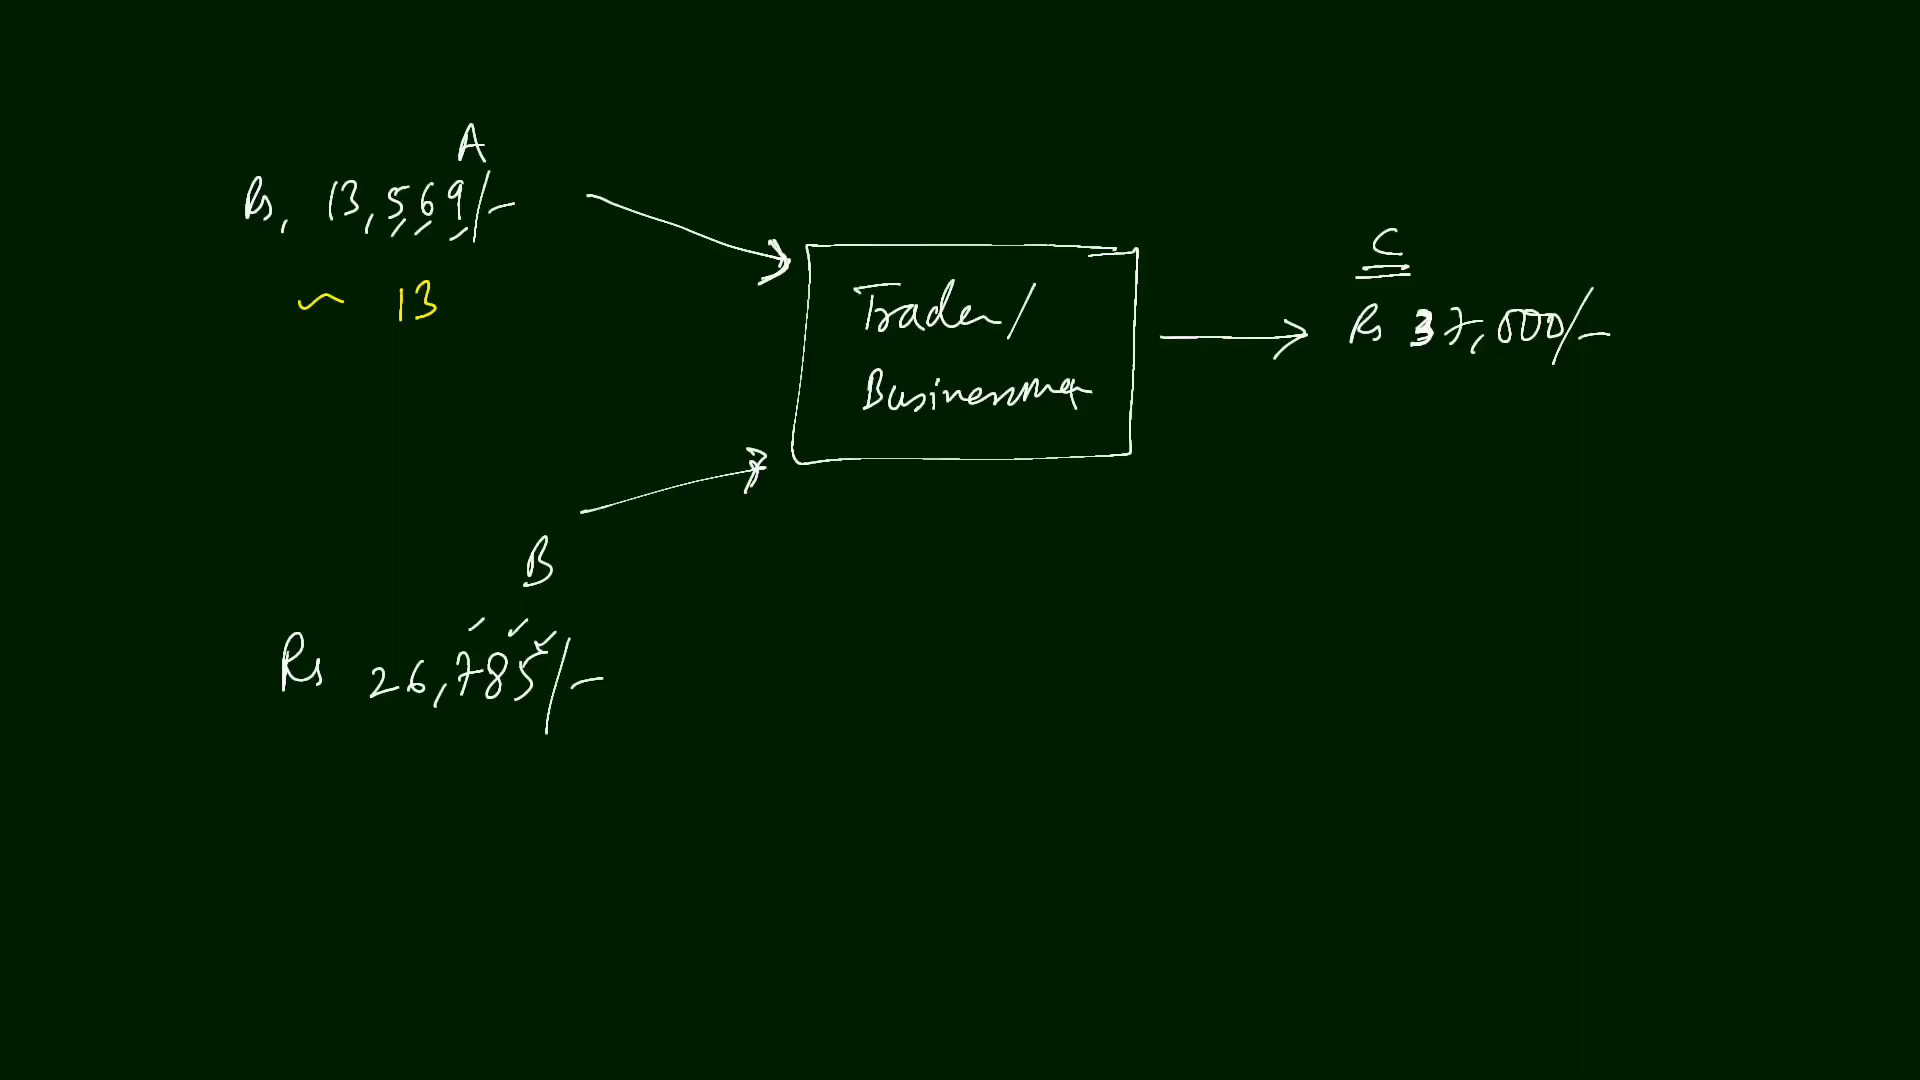 A
Rs, 13,569/-
~ 13
Trader/
Businessman
C
Rs 37,000/-
B
Rs 26,785/-